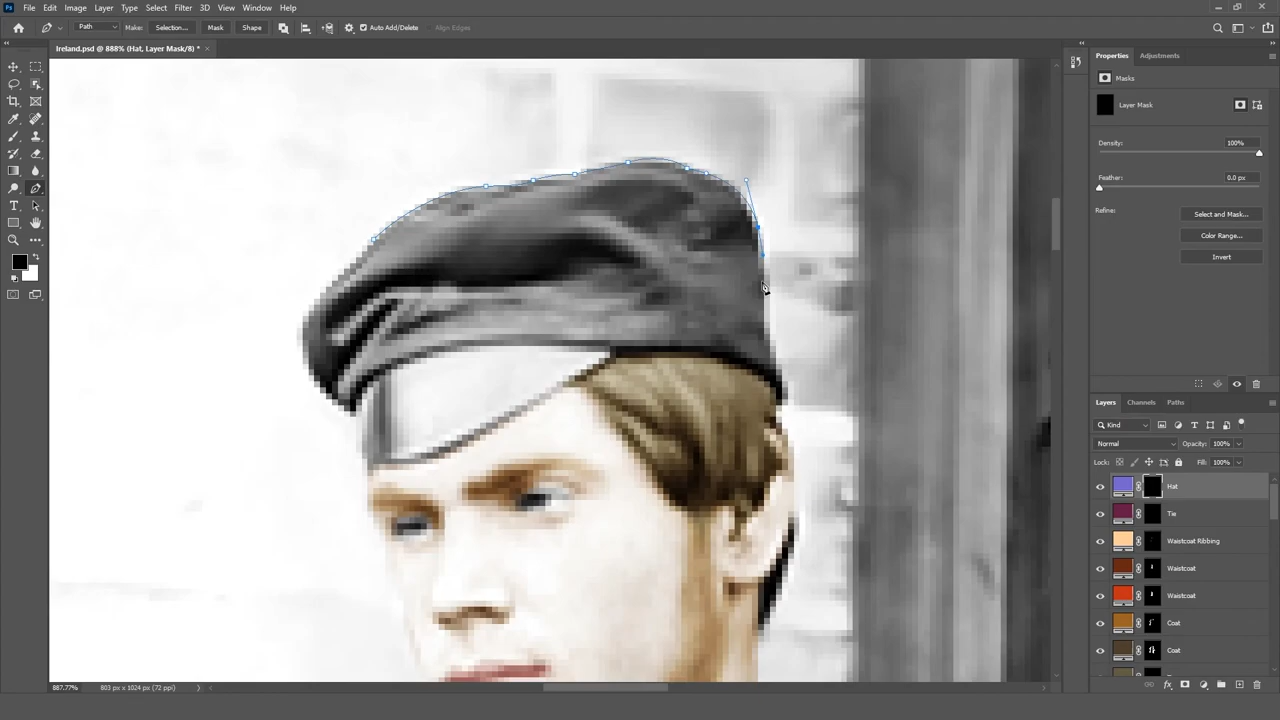 Ps File Edit Image Layer Type Select Filter 3D View Window Help
Path Make: Selection... Mask Shape Auto Add/Delete Align Edges
Ireland.psd @ 888% (Hat, Layer Mask/8) * ×
Properties Adjustments
Masks
Layer Mask
Density: 100%
Feather: 0.0 px
Refine: Select and Mask...
Color Range...
Invert
Layers Channels Paths
Kind
Normal Opacity: 100%
Lock: Fill: 100%
Hat
Tie
Waistcoat Ribbing
Waistcoat
Waistcoat
Coat
Coat
887.77% 803 px x 1024 px (72 ppi)